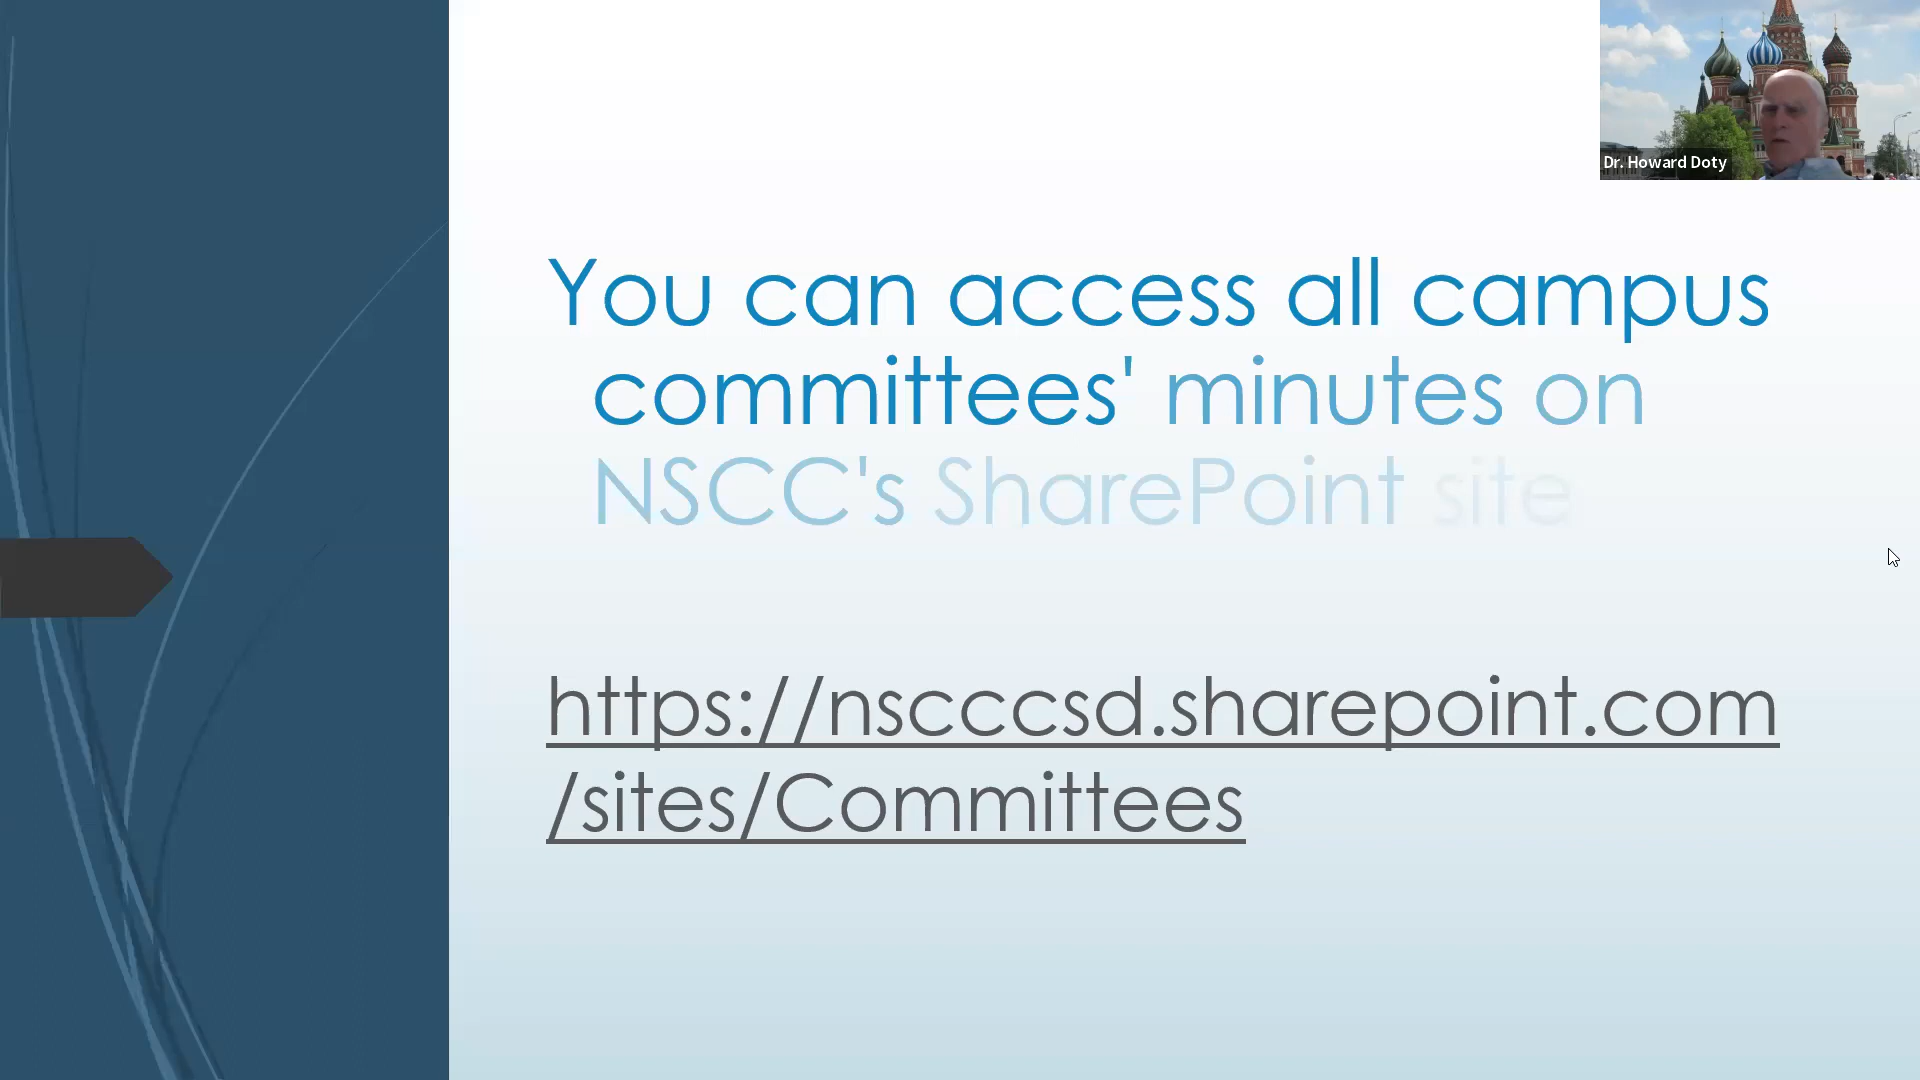 Dr. Howard Doty
You can access all campus
committees' minutes on
NSCC's SharePoint site
https://nscccsd.sharepoint.com
/sites/Committees